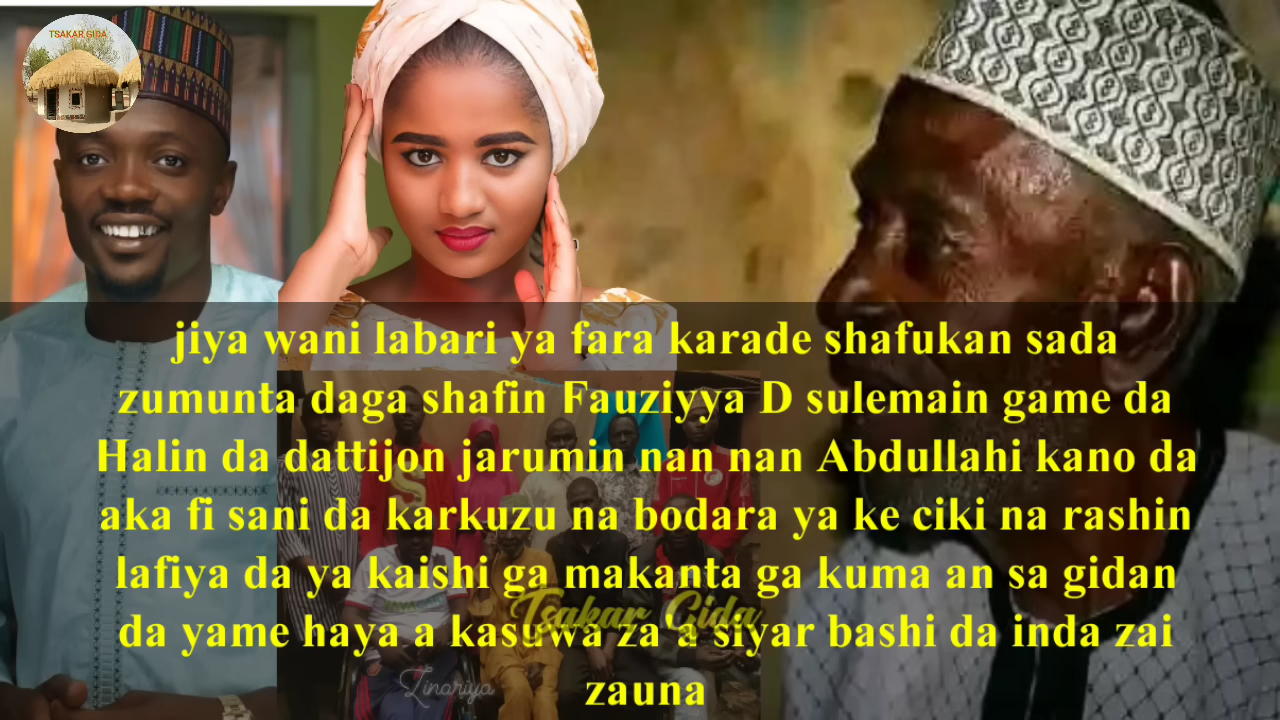 TSAKAR GIDA
jiya wani labari ya fara karade shafukan sada
zumunta daga shafin Fauziyya D sulemain game da
Halin da dattijon jarumin nan nan Abdullahi kano da
aka fi sani da karkuzu na bodara ya ke ciki na rashin
lafiya da ya kaishi ga makanta ga kuma an sa gidan
da yame haya a kasuwa za a siyar bashi da inda zai
zauna
Tsakar Gida
Linariya